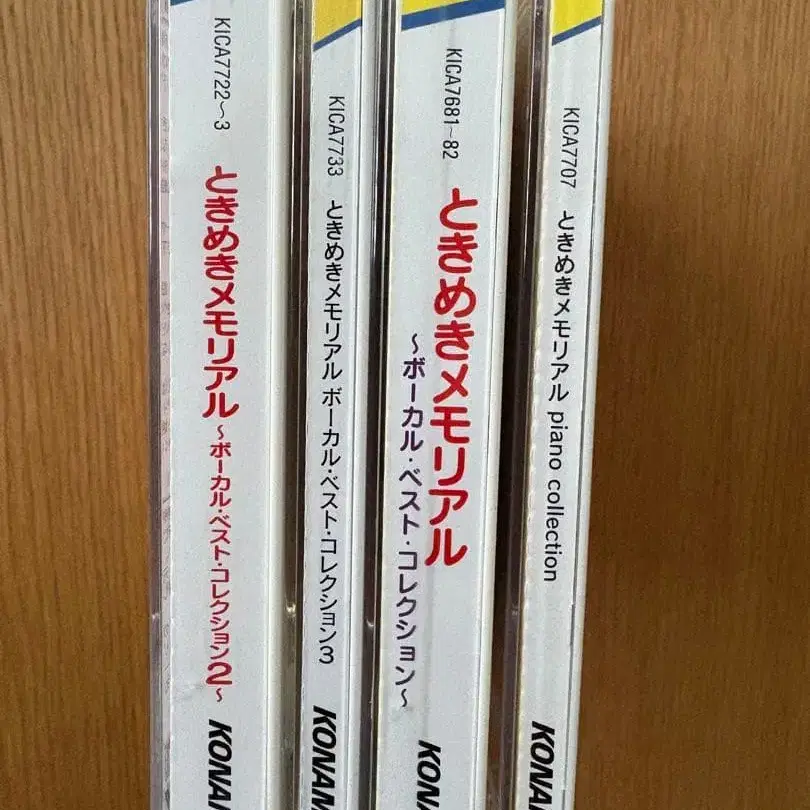 KICA7722~3
ときめきメモリアル
~ボーカル・ベスト・コレクション2~
KONAM
KICA7733
ときめきメモリアル ボーカル・ベスト・コレクション3
KONAM
KICA7681~82
ときめきメモリアル
~ボーカル・ベスト・コレクション~
KONAM
KICA7707
ときめきメモリアル piano collection
KONAM